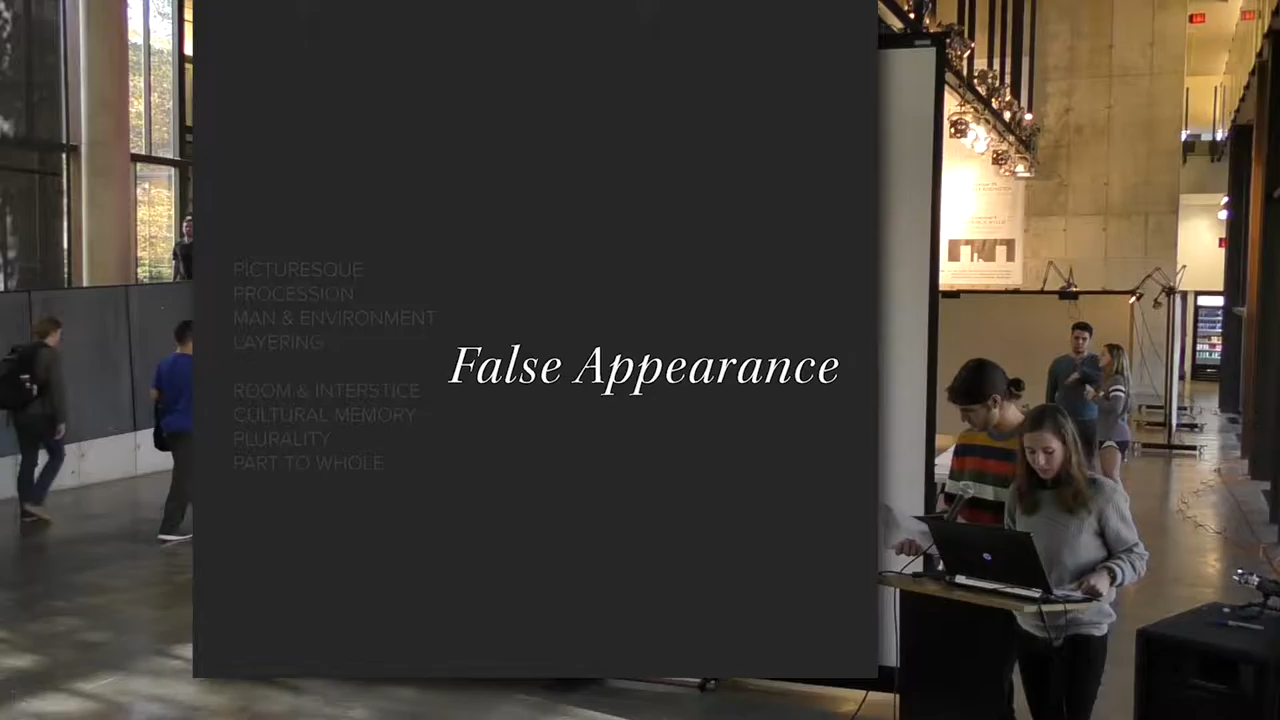 PICTURESQUE
PROCESSION
MAN & ENVIRONMENT
LAYERING
False Appearance
ROOM & INTERSTICE
CULTURAL MEMORY
PLURALITY
PART TO WHOLE